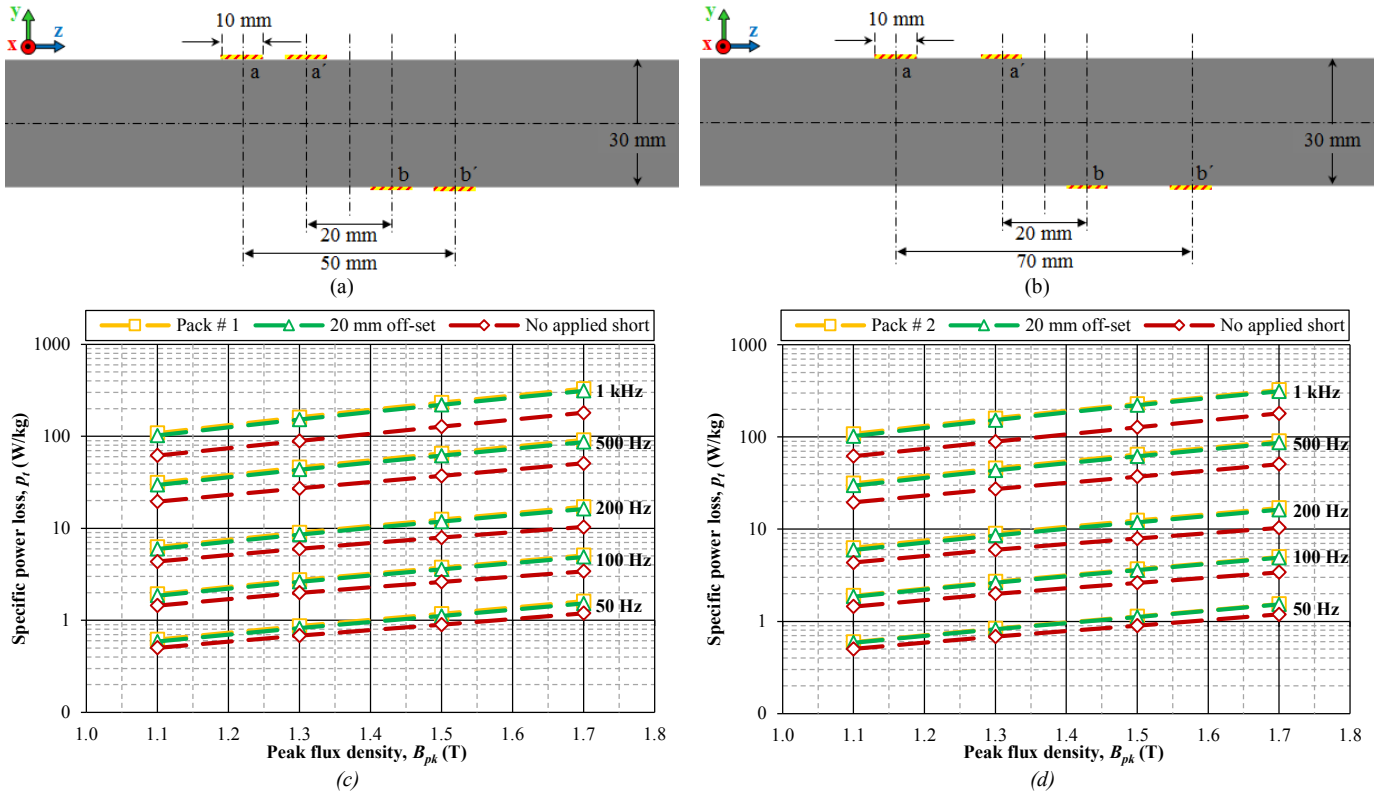 (a)
y
x
z
10 mm
a
a´
b
b´
30 mm
20 mm
50 mm
(a)
(b)
y
x
z
10 mm
a
a´
b
b´
30 mm
20 mm
70 mm
(b)
Pack # 1
20 mm off-set
No applied short
Specific power loss, pt (W/kg)
1000
100
10
1
0
1 kHz
500 Hz
200 Hz
100 Hz
50 Hz
1.0 1.1 1.2 1.3 1.4 1.5 1.6 1.7 1.8
Peak flux density, Bpk (T)
(c)
Pack # 2
20 mm off-set
No applied short
Specific power loss, pt (W/kg)
1000
100
10
1
0
1 kHz
500 Hz
200 Hz
100 Hz
50 Hz
1.0 1.1 1.2 1.3 1.4 1.5 1.6 1.7 1.8
Peak flux density, Bpk (T)
(d)